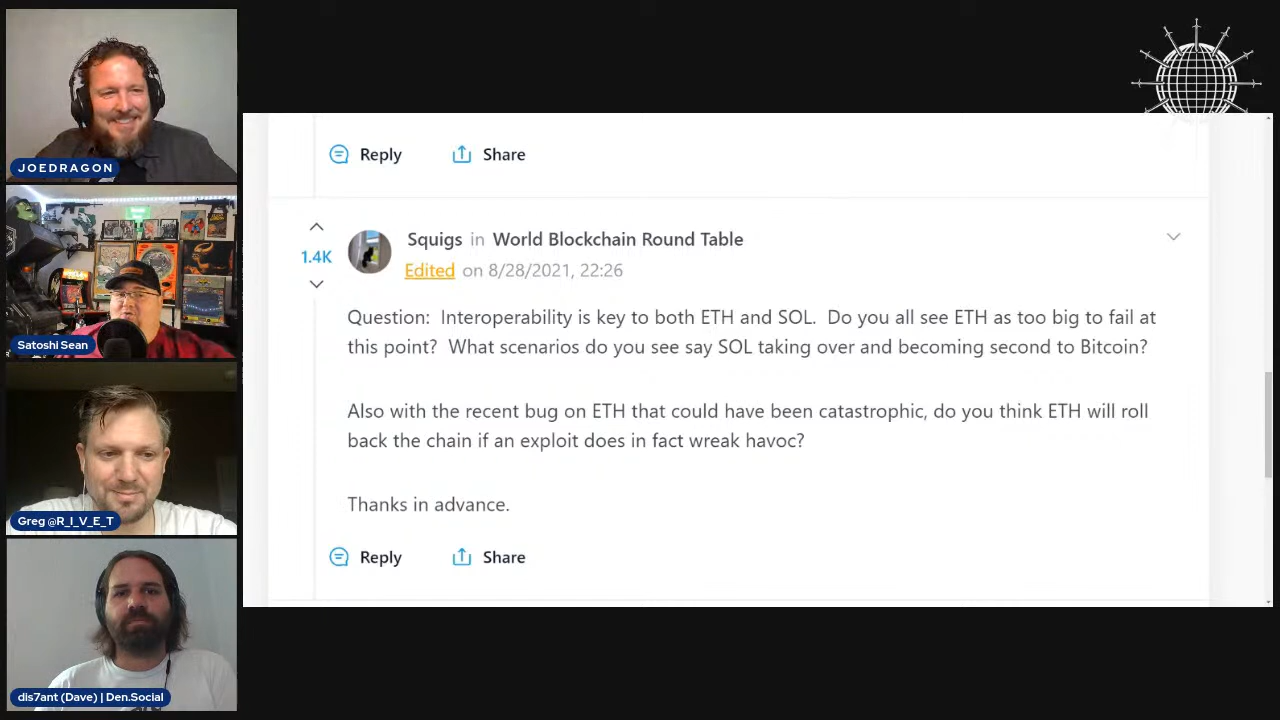 JOEDRAGON
Satoshi Sean
Greg @R_I_V_E_T
dis7ant (Dave) | Den.Social
Reply Share
1.4K
Squigs in World Blockchain Round Table
Edited on 8/28/2021, 22:26
Question: Interoperability is key to both ETH and SOL. Do you all see ETH as too big to fail at
this point? What scenarios do you see say SOL taking over and becoming second to Bitcoin?
Also with the recent bug on ETH that could have been catastrophic, do you think ETH will roll
back the chain if an exploit does in fact wreak havoc?
Thanks in advance.
Reply Share